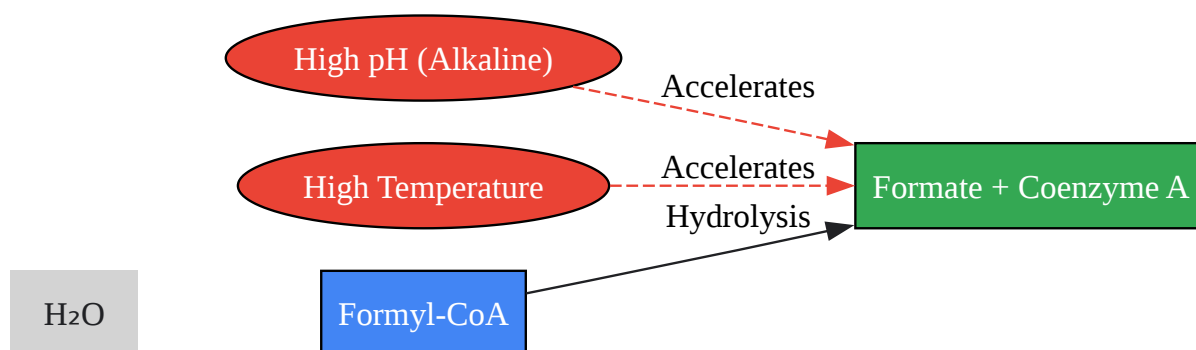 High pH (Alkaline)
Accelerates
High Temperature
Accelerates
Hydrolysis
Formate + Coenzyme A
H₂O
Formyl-CoA